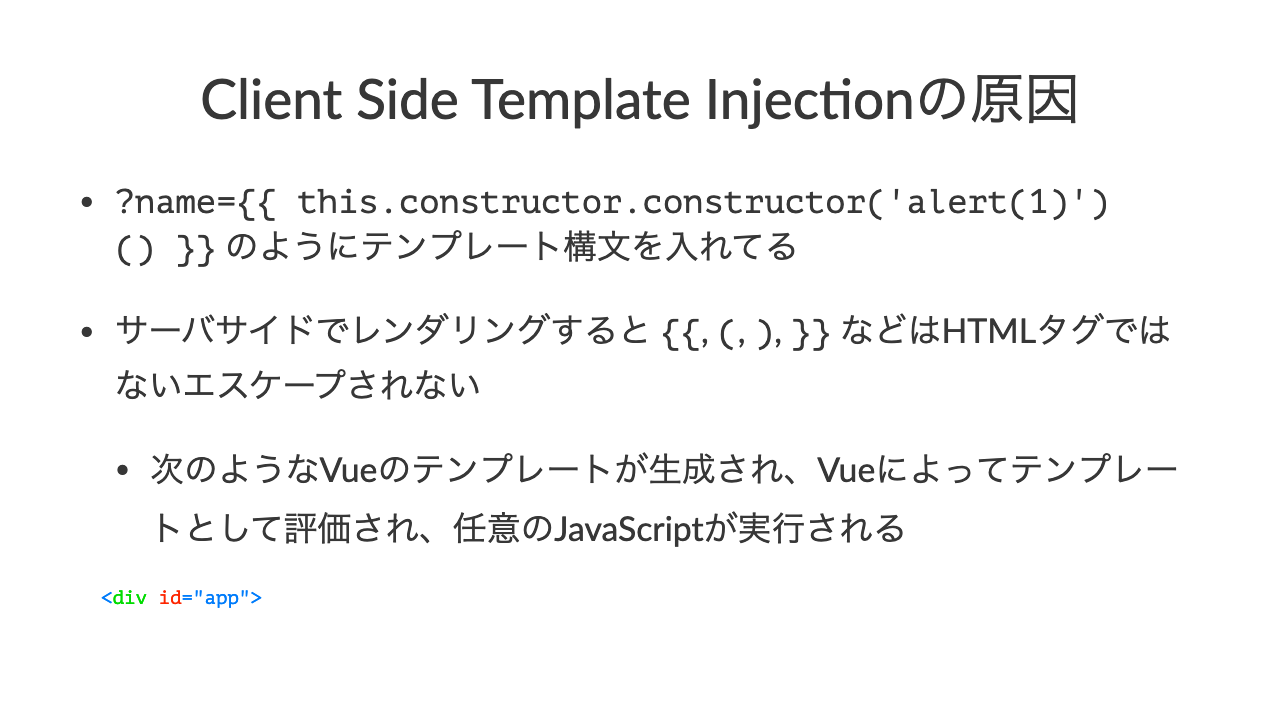 Client Side Template Injectionの原因
• ?name={{ this.constructor.constructor('alert(1)')
() }} のようにテンプレート構文を入れてる
• サーバサイドでレンダリングすると {{, (, ), }} などはHTMLタグでは
ないエスケープされない
• 次のようなVueのテンプレートが生成され、Vueによってテンプレー
トとして評価され、任意のJavaScriptが実行される
<div id="app">